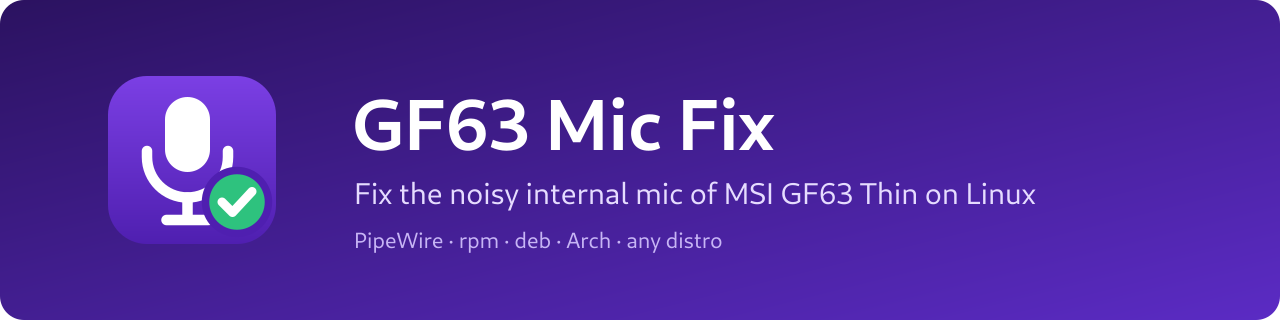 GF63 Mic Fix
Fix the noisy internal mic of MSI GF63 Thin on Linux
PipeWire · rpm · deb · Arch · any distro